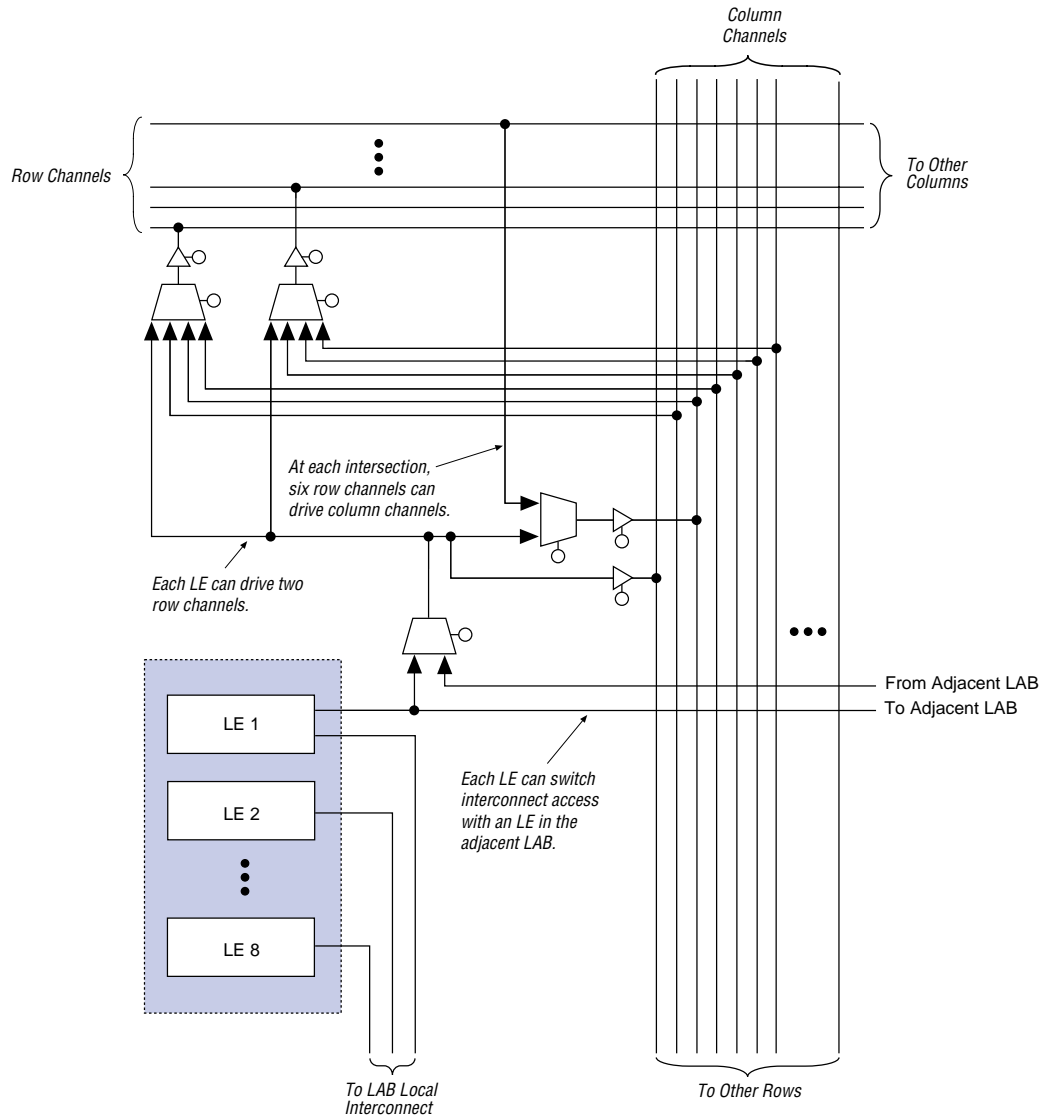 Column
Channels
Row Channels
To Other
Columns
At each intersection,
six row channels can
drive column channels.
Each LE can drive two
row channels.
From Adjacent LAB
To Adjacent LAB
LE 1
Each LE can switch
interconnect access
with an LE in the
adjacent LAB.
LE 2
LE 8
To LAB Local
Interconnect
To Other Rows